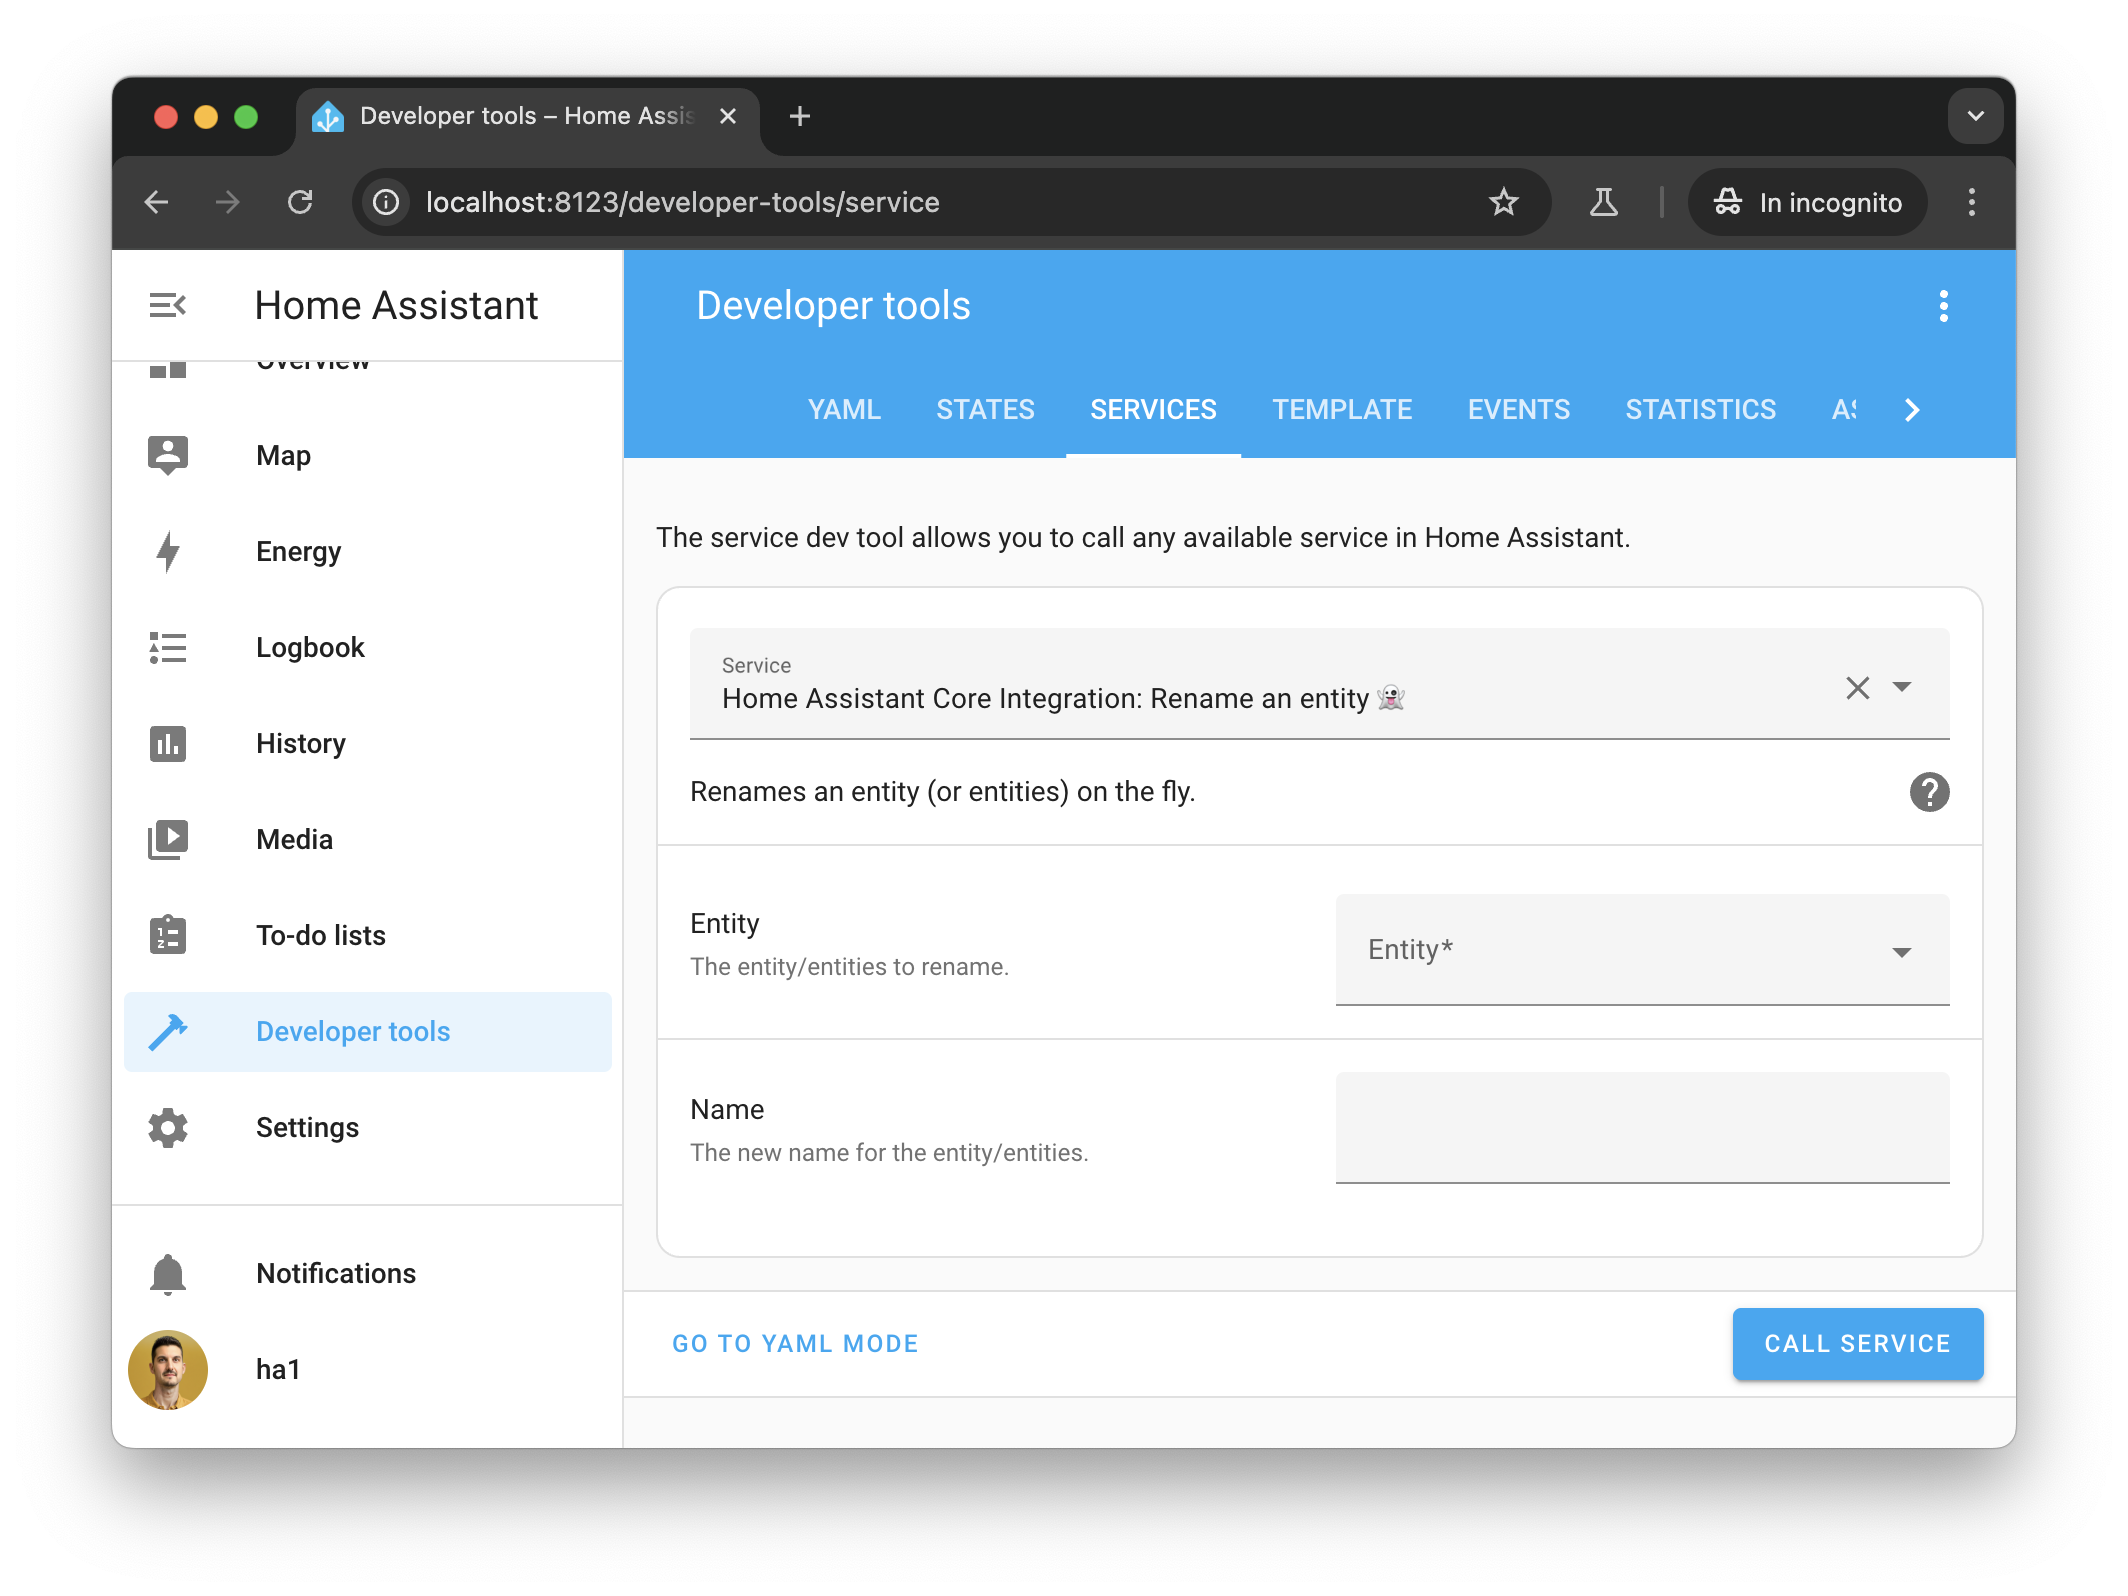 Developer tools – Home Assis
localhost:8123/developer-tools/service
In incognito
Home Assistant
Overview
Map
Energy
Logbook
History
Media
To-do lists
Developer tools
Settings
Notifications
ha1
Developer tools
YAML STATES SERVICES TEMPLATE EVENTS STATISTICS AS
The service dev tool allows you to call any available service in Home Assistant.
Service
Home Assistant Core Integration: Rename an entity 👻
Renames an entity (or entities) on the fly.
Entity
The entity/entities to rename.
Entity*
Name
The new name for the entity/entities.
GO TO YAML MODE
CALL SERVICE